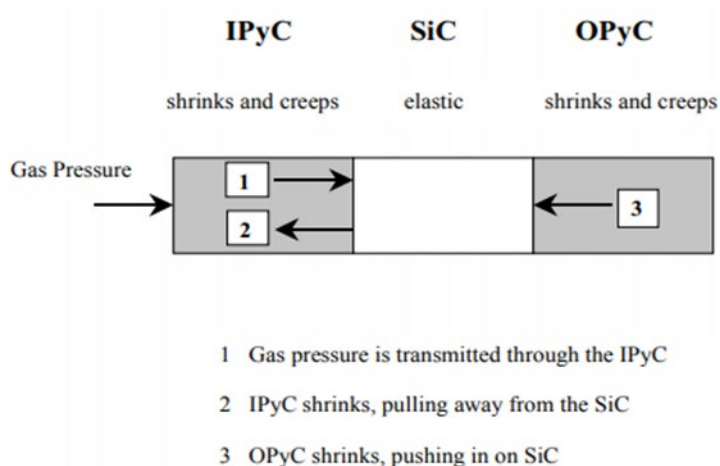 IPyC SiC OPyC
shrinks and creeps elastic shrinks and creeps
Gas Pressure
1
2
3
1 Gas pressure is transmitted through the IPyC
2 IPyC shrinks, pulling away from the SiC
3 OPyC shrinks, pushing in on SiC